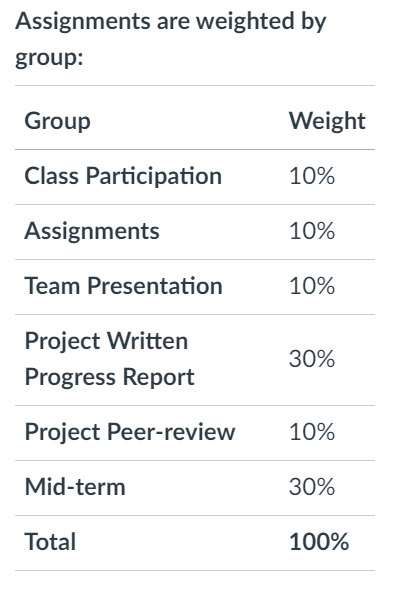 Assignments are weighted by
group:
Group Weight
Class Participation 10%
Assignments 10%
Team Presentation 10%
Project Written
Progress Report 30%
Project Peer-review 10%
Mid-term 30%
Total 100%